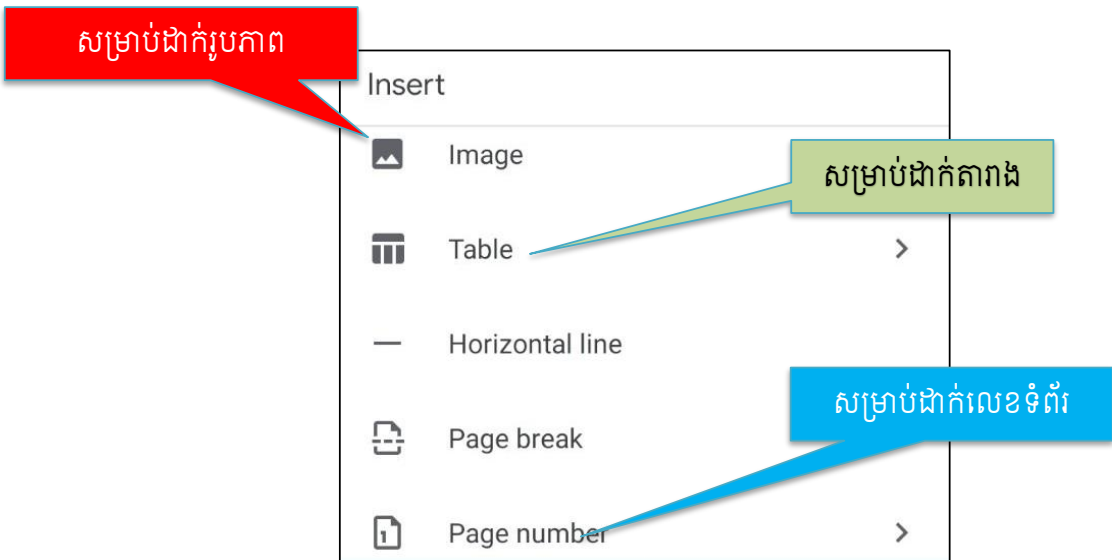 សម្រាប់ដាក់រូបភាព
Insert
Image
សម្រាប់ដាក់តារាង
Table
Horizontal line
សម្រាប់ដាក់លេខទំព័រ
Page break
Page number